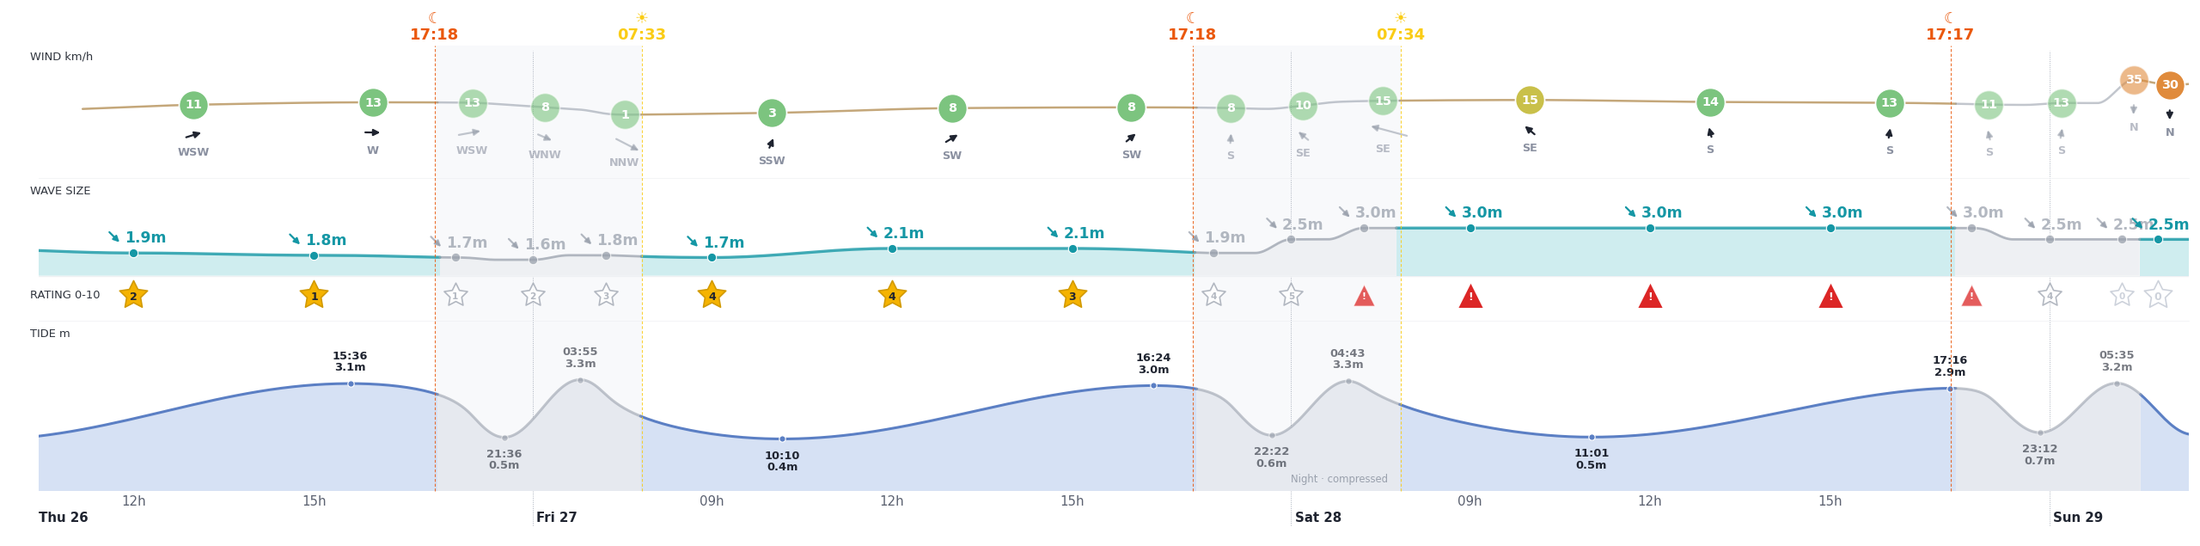 ☾ ☀ ☾ ☀ ☾
17:18 07:33 17:18 07:34 17:17
WIND km/h
11 13 13 8 1 3 8 8 8 10 15 15 14 13 11 13 35 30
WSW W WSW WNW NNW SSW SW SW S SE SE SE S S S S N N
WAVE SIZE
1.9m 1.8m 1.7m 1.6m 1.8m 1.7m 2.1m 2.1m 1.9m 2.5m 3.0m 3.0m 3.0m 3.0m 3.0m 2.5m 2.5m 2.5m
RATING 0-10 2 1 1 2 3 4 4 3 4 5 ! ! ! ! ! 4 0 0
TIDE m
15:36 03:55 16:24 04:43 17:16 05:35
3.1m 3.3m 3.0m 3.3m 2.9m 3.2m
21:36 10:10 22:22 11:01 23:12
0.5m 0.4m 0.6m 0.5m 0.7m
Night · compressed
12h 15h 09h 12h 15h 09h 12h 15h
Thu 26 Fri 27 Sat 28 Sun 29